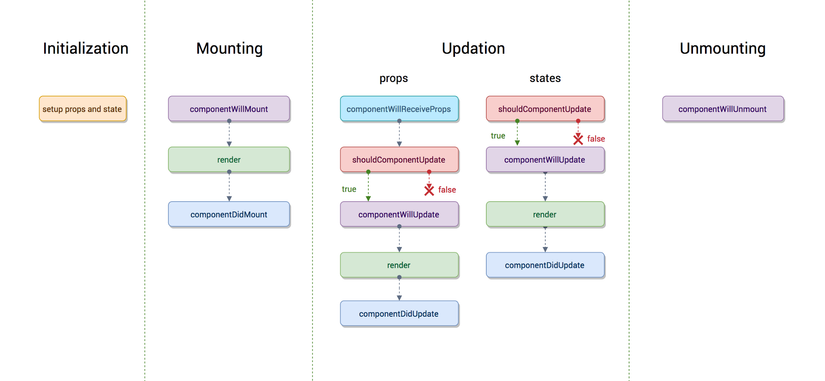 Initialization
setup props and state
Mounting
componentWillMount
render
componentDidMount
Updation
props
componentWillReceiveProps
shouldComponentUpdate
true
false
componentWillUpdate
render
componentDidUpdate
states
shouldComponentUpdate
true
false
componentWillUpdate
render
componentDidUpdate
Unmounting
componentWillUnmount